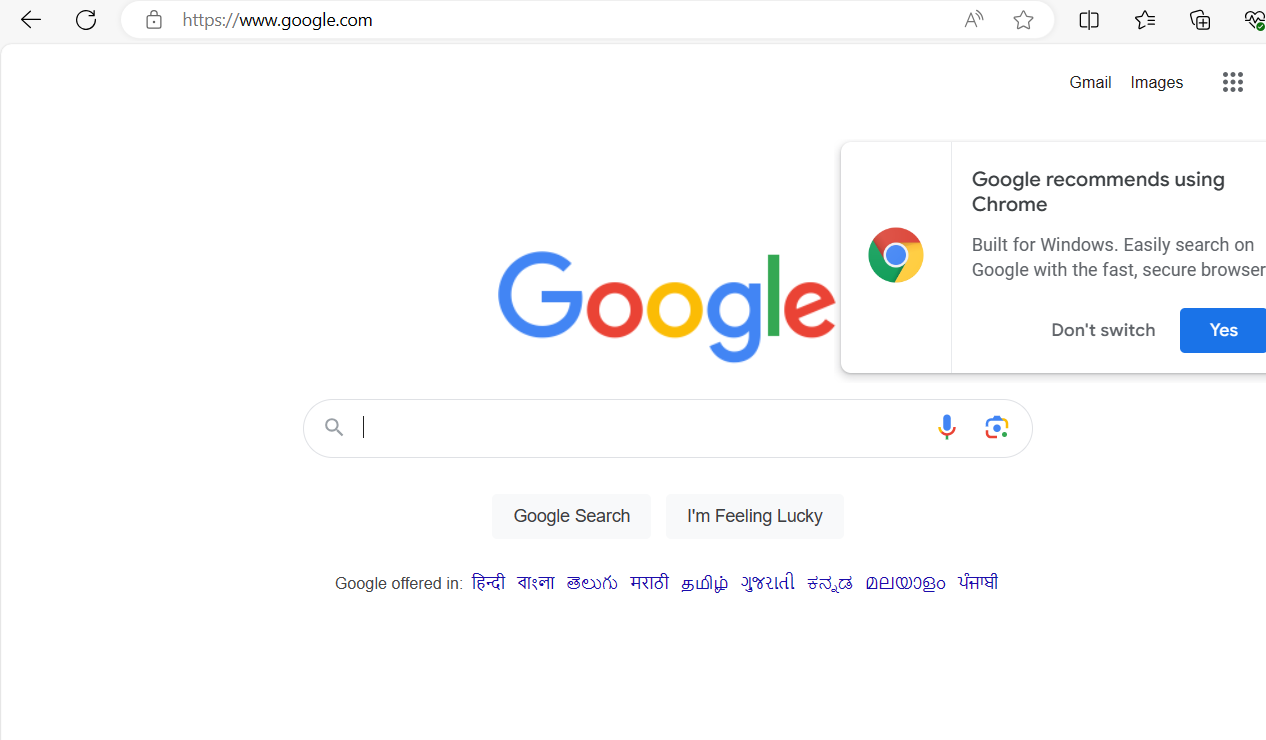 https://www.google.com
Gmail Images
Google recommends using
Chrome
Built for Windows. Easily search on
Google with the fast, secure browser
Don't switch Yes
Google
Google Search I'm Feeling Lucky
Google offered in: हिन्दी বাংলা తెలుగు मराठी தமிழ் ગુજરાતી ಕನ್ನಡ മലയാളം ਪੰਜਾਬੀ